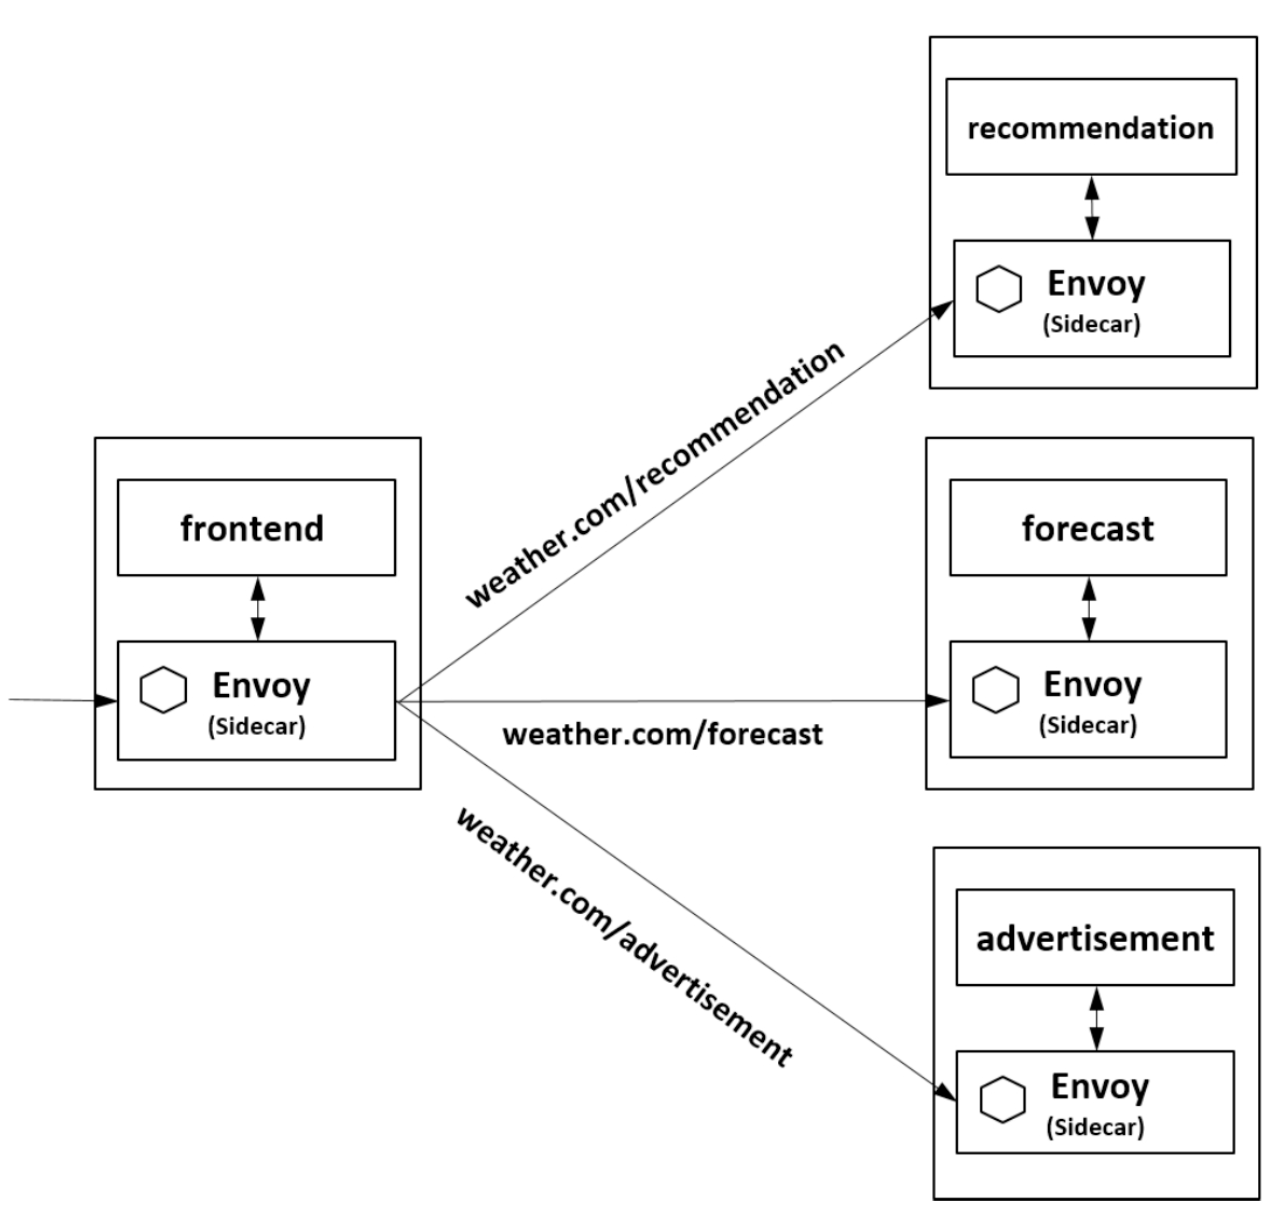 recommendation
Envoy
(Sidecar)
weather.com/recommendation
frontend
Envoy
(Sidecar)
weather.com/forecast
forecast
Envoy
(Sidecar)
weather.com/advertisement
advertisement
Envoy
(Sidecar)